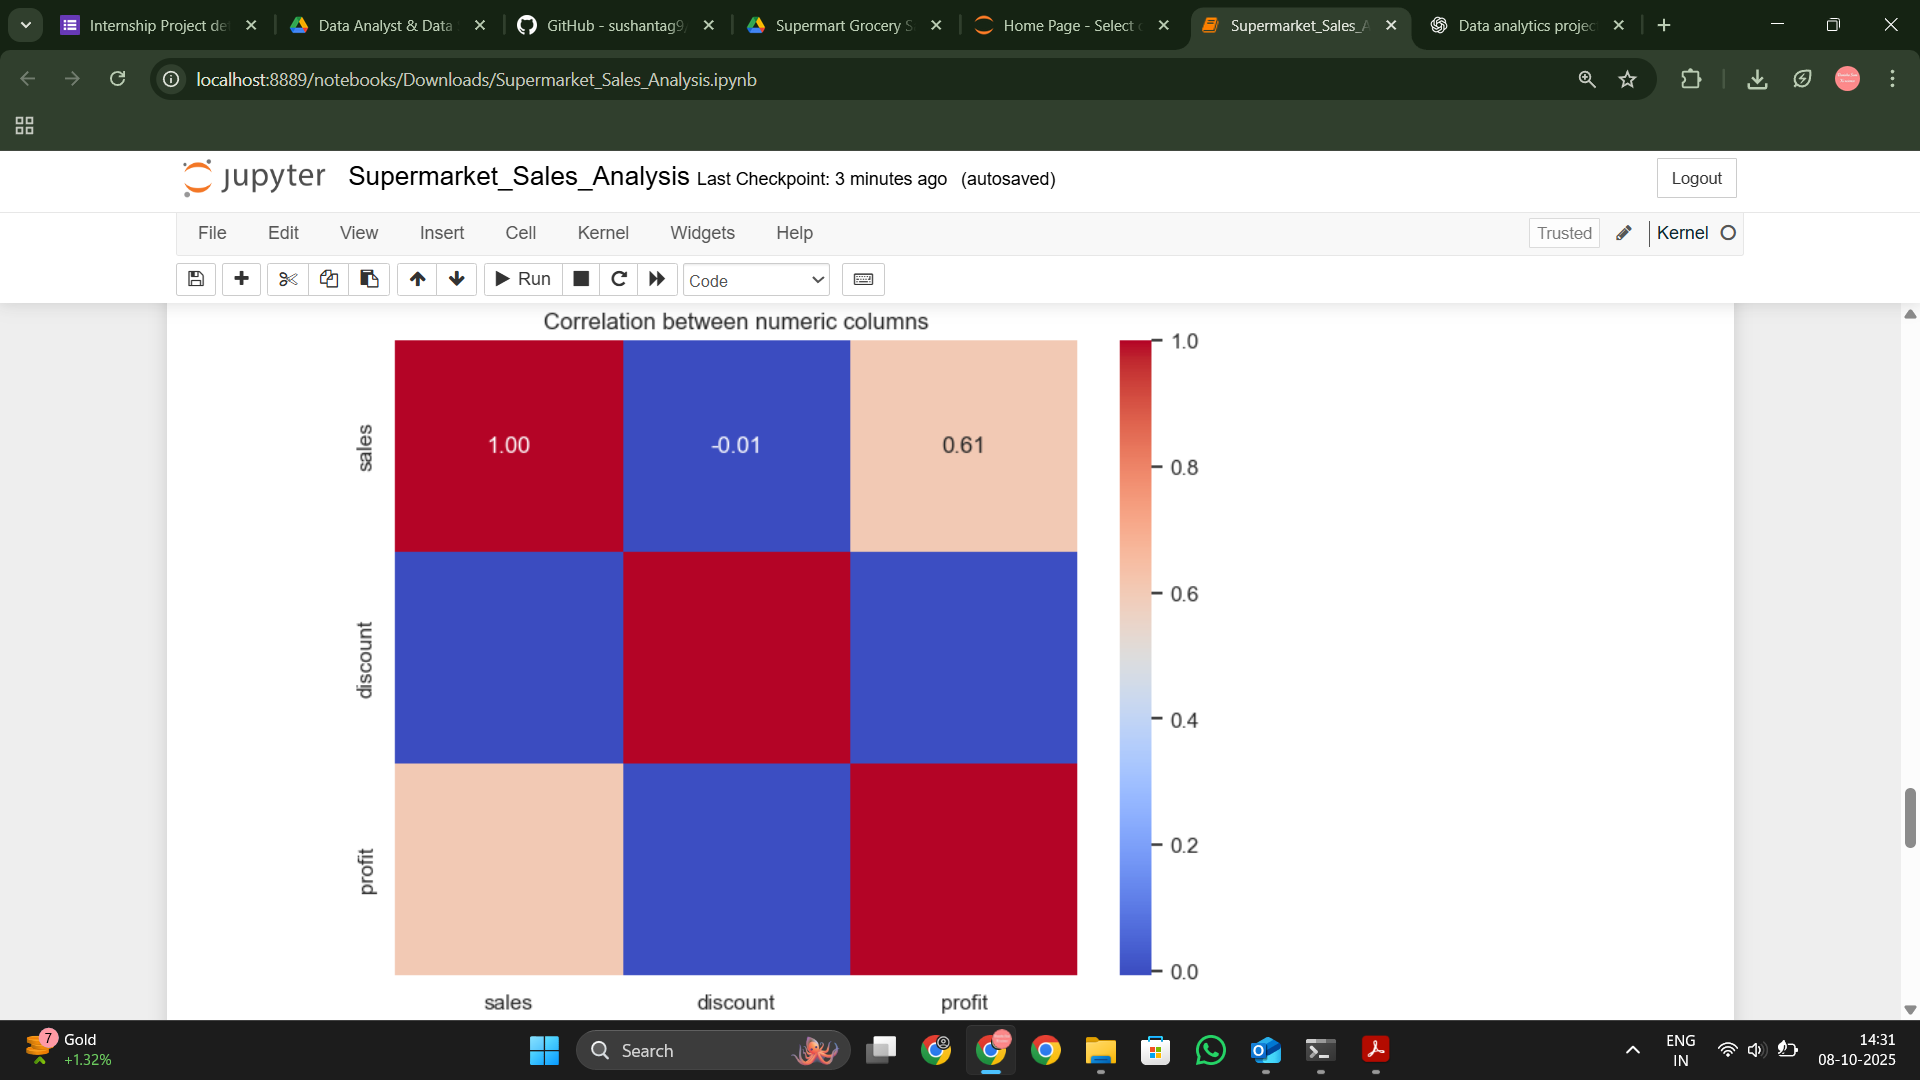 Internship Project de
Data Analyst & Data
GitHub - sushantag9
Supermart Grocery S
Home Page - Select
Supermarket_Sales_A
Data analytics projec
localhost:8889/notebooks/Downloads/Supermarket_Sales_Analysis.ipynb
jupyter Supermarket_Sales_Analysis Last Checkpoint: 3 minutes ago (autosaved)
Logout
File Edit View Insert Cell Kernel Widgets Help
Trusted
Kernel
Run
Code
Correlation between numeric columns
1.0
sales
1.00 -0.01 0.61
0.8
0.6
discount
0.4
profit
0.2
0.0
sales discount profit
7
Gold
+1.32%
Search
ENG
IN
14:31
08-10-2025